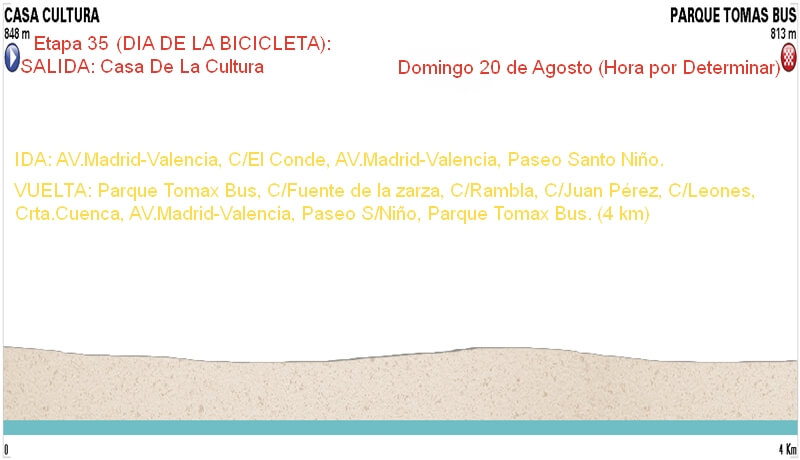 CASA CULTURA
PARQUE TOMAS BUS
848 m
813 m
Etapa 35 (DIA DE LA BICICLETA):
SALIDA: Casa De La Cultura
Domingo 20 de Agosto (Hora por Determinar)
IDA: AV.Madrid-Valencia, C/El Conde, AV.Madrid-Valencia, Paseo Santo Niño.
VUELTA: Parque Tomax Bus, C/Fuente de la zarza, C/Rambla, C/Juan Pérez, C/Leones,
Crta.Cuenca, AV.Madrid-Valencia, Paseo S/Niño, Parque Tomax Bus. (4 km)
0
4 Km